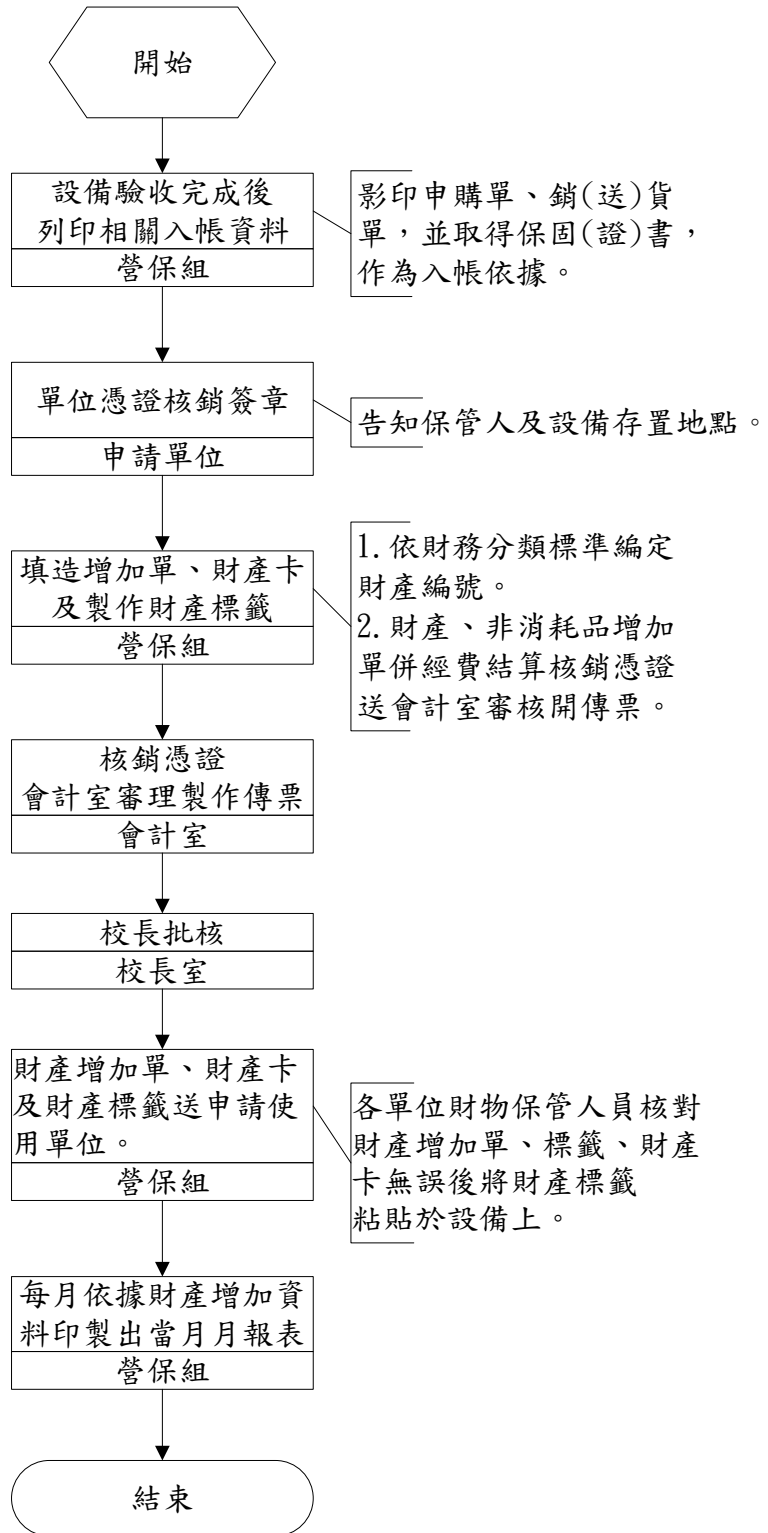 開始
設備驗收完成後
列印相關入帳資料
營保組
影印申購單、銷(送)貨
單，並取得保固(證)書，
作為入帳依據。
單位憑證核銷簽章
申請單位
告知保管人及設備存置地點。
填造增加單、財產卡
及製作財產標籤
營保組
1.依財務分類標準編定
財產編號。
2.財產、非消耗品增加
單併經費結算核銷憑證
送會計室審核開傳票。
核銷憑證
會計室審理製作傳票
會計室
校長批核
校長室
財產增加單、財產卡
及財產標籤送申請使
用單位。
營保組
各單位財物保管人員核對
財產增加單、標籤、財產
卡無誤後將財產標籤
粘貼於設備上。
每月依據財產增加資
料印製出當月月報表
營保組
結束